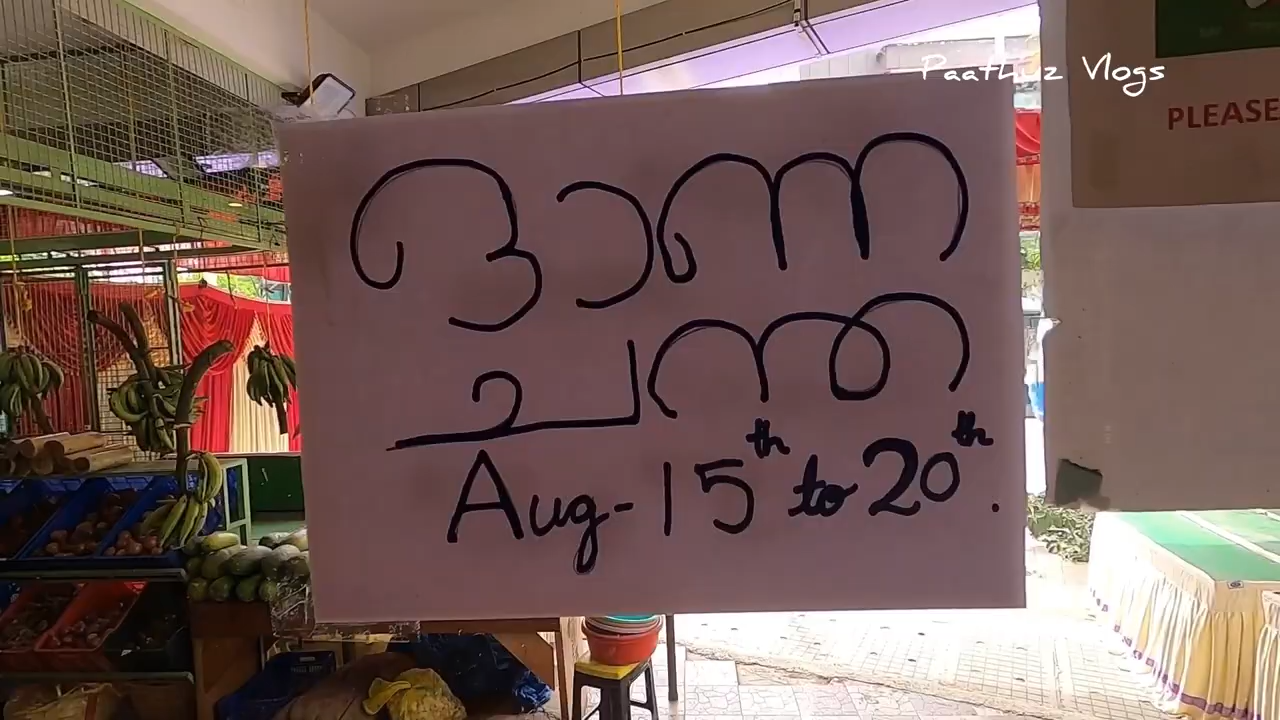 Paathuz Vlogs
PLEASE
ഓണ
ചന്ത
Aug-15th to 20th.